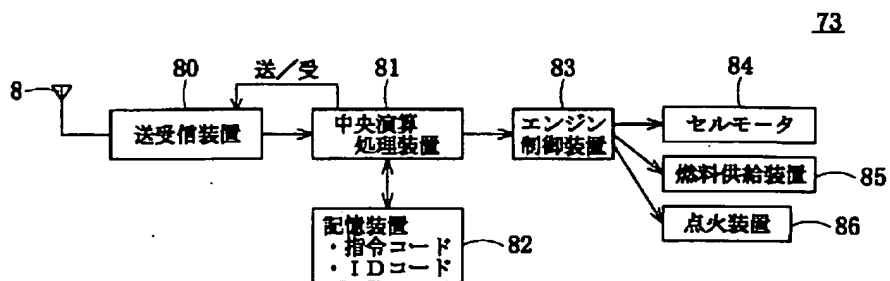 73
80
送／受
81
83
84
8
送受信装置
中央演算
処理装置
エンジン
制御装置
セルモータ
燃料供給装置
85
記憶装置
・指令コード
・ＩＤコード
82
点火装置
86